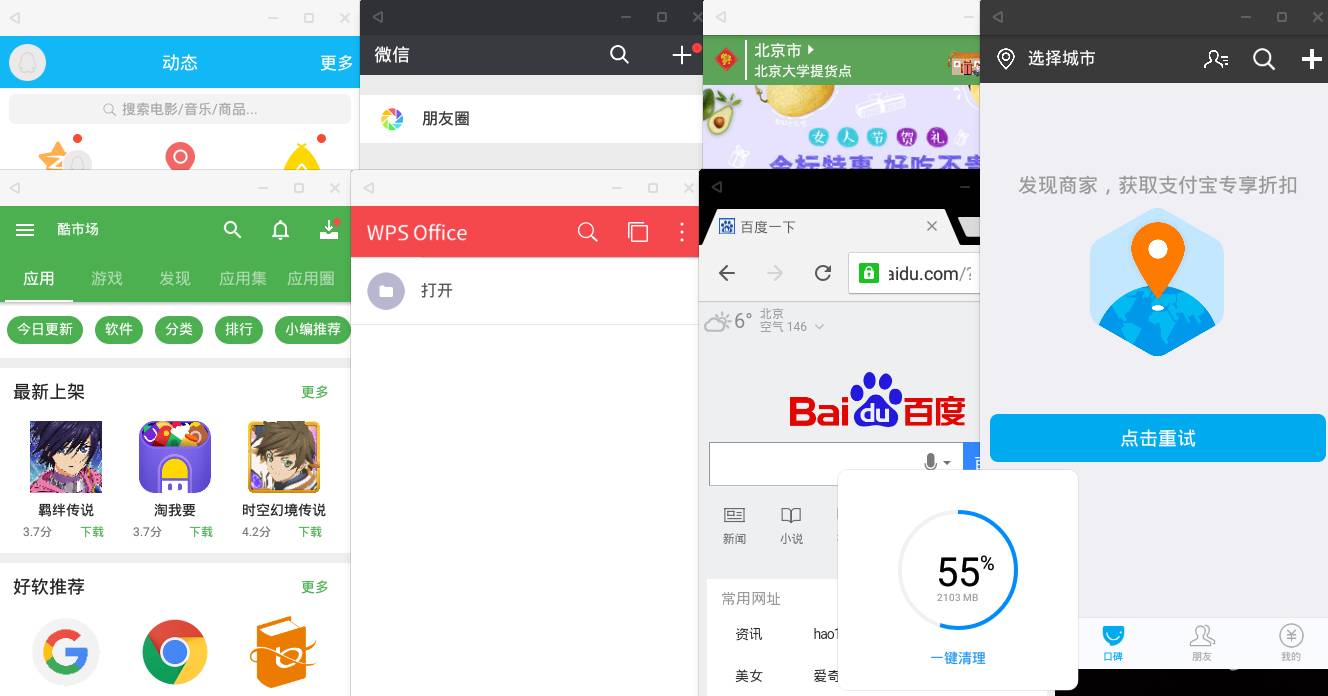 动态
更多
搜索电影/音乐/商品...
微信
朋友圈
北京市
北京大学提货点
女人节贺礼
选择城市
发现商家，获取支付宝专享折扣
点击重试
口碑
朋友
我的
酷市场
应用
游戏
发现
应用集
应用圈
今日更新
软件
分类
排行
小编推荐
最新上架
更多
羁绊传说
淘我要
时空幻境传说
3.7分
下载
3.7分
下载
4.2分
下载
好软推荐
更多
WPS Office
打开
百度一下
aidu.com/?
6°
北京
空气 146
Bai du 百度
新闻
小说
常用网址
资讯
hao1
美女
爱奇
55%
2103 MB
一键清理